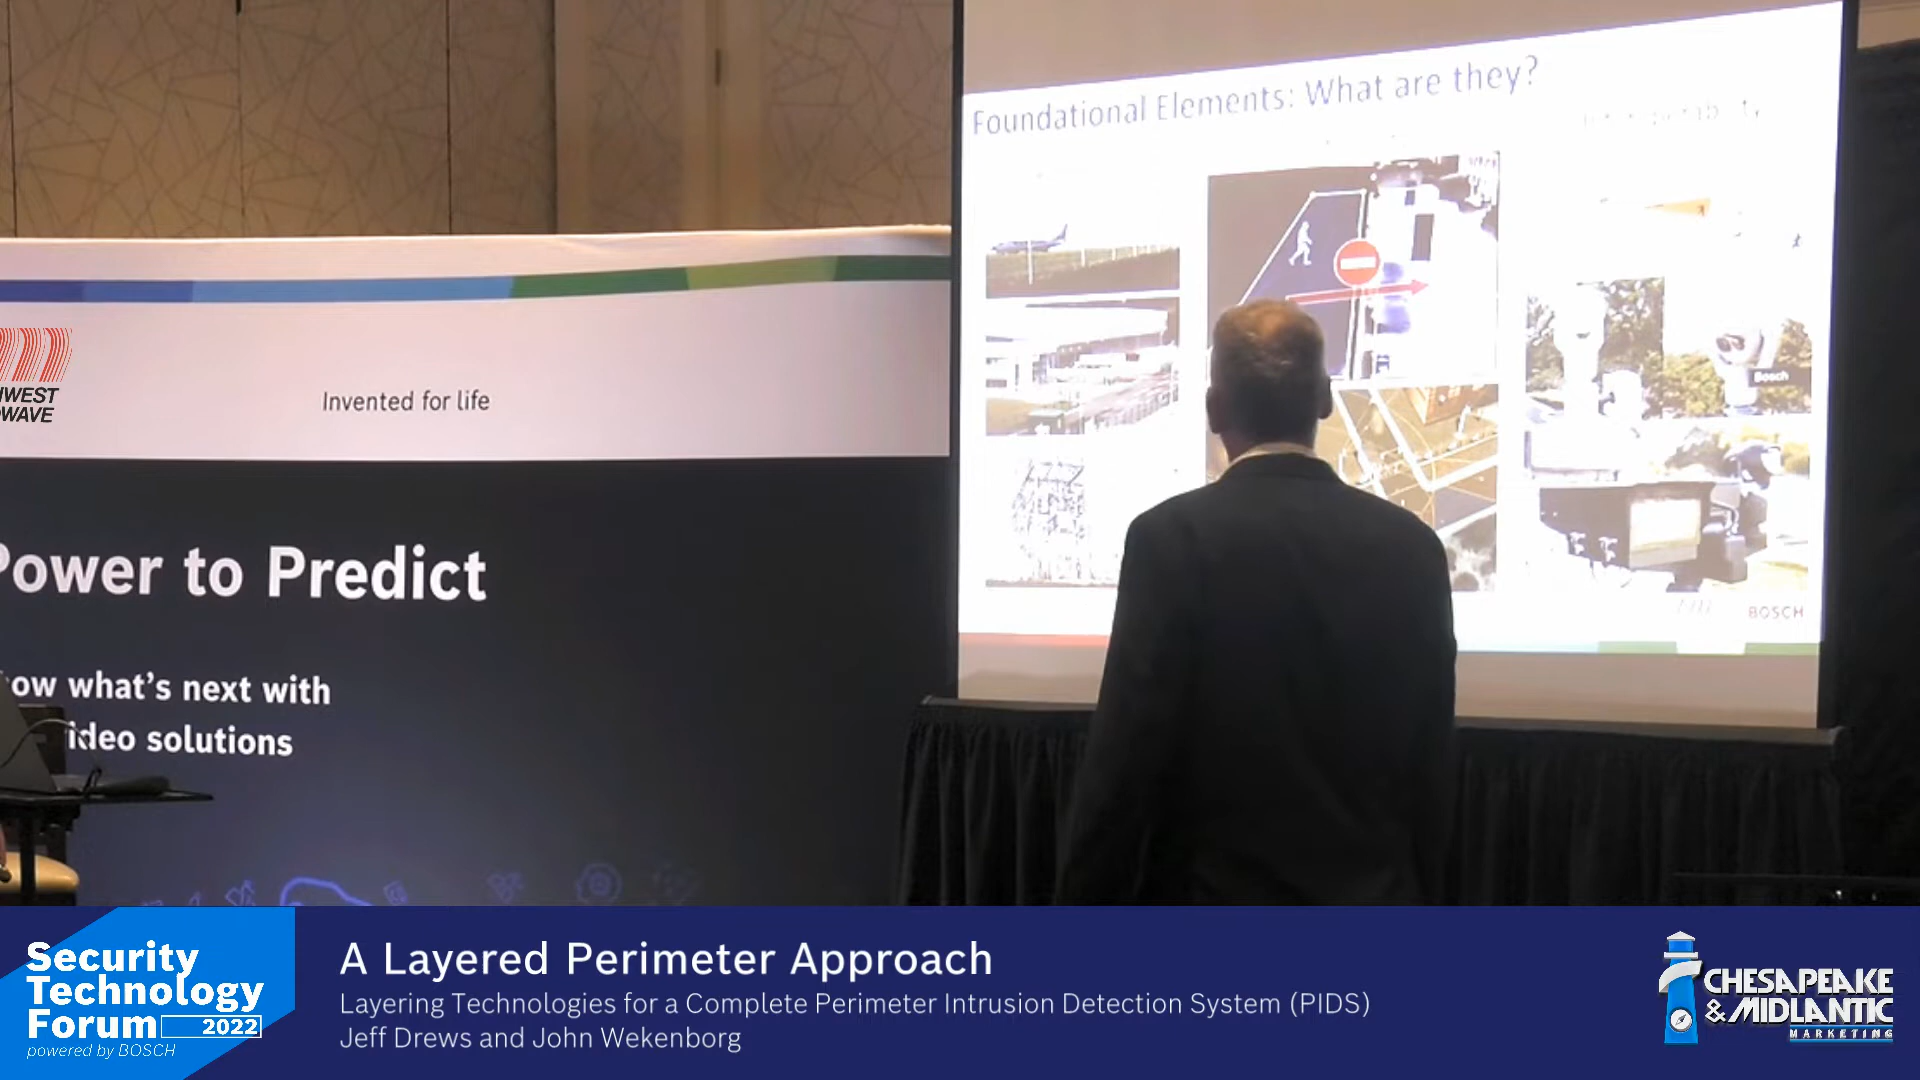 Foundational Elements: What are they?
Bosch
BOSCH
WEST
WAVE
Invented for life
Power to Predict
ow what's next with
ideo solutions
Security
Technology
Forum 2022
powered by BOSCH
A Layered Perimeter Approach
Layering Technologies for a Complete Perimeter Intrusion Detection System (PIDS)
Jeff Drews and John Wekenborg
CHESAPEAKE
& MIDLANTIC
MARKETING